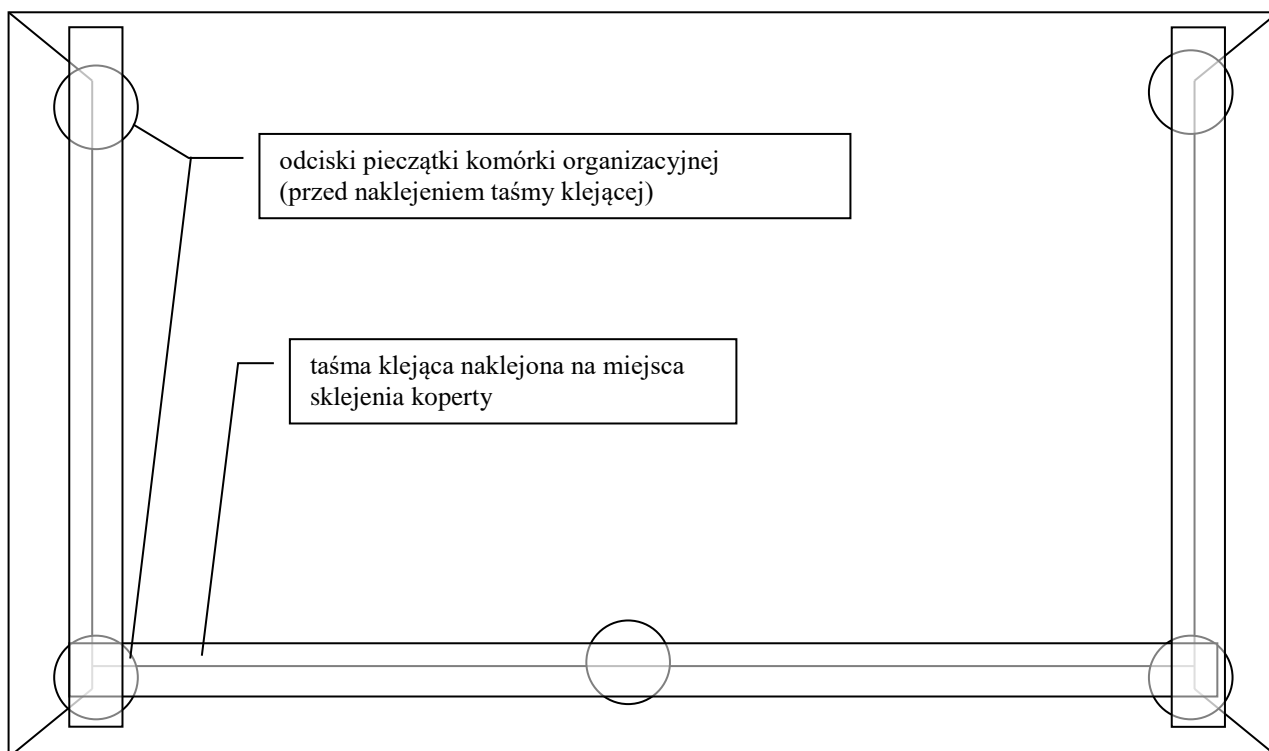 odciski pieczątki komórki organizacyjnej
(przed naklejeniem taśmy klejącej)
taśma klejąca naklejona na miejsca
sklejenia koperty